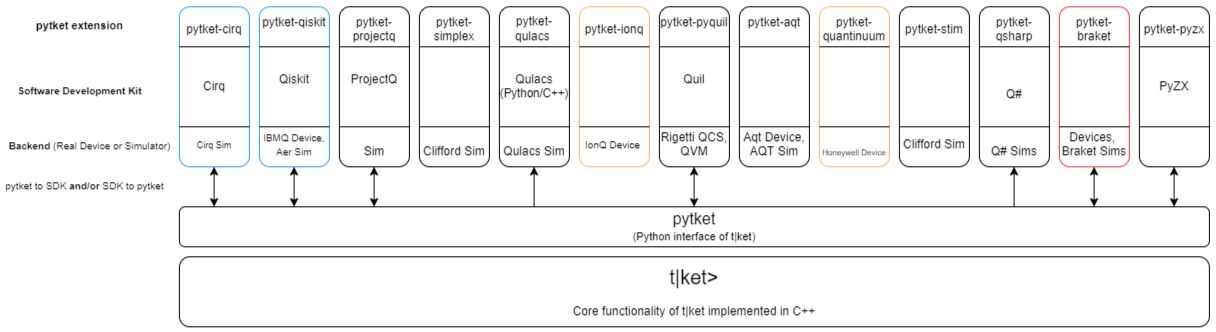 pytket extension
pytket-cirq
pytket-qiskit
pytket-
projectq
pytket-
simplex
pytket-
qulacs
pytket-ionq
pytket-pyquil
pytket-aqt
pytket-
quantinuum
pytket-stim
pytket-
qsharp
pytket-
braket
pytket-pyzx
Software Development Kit
Cirq
Qiskit
ProjectQ
Qulacs
(Python/C++)
Quil
Q#
PyZX
Backend (Real Device or Simulator)
Cirq Sim
IBMQ Device,
Aer Sim
Sim
Clifford Sim
Qulacs Sim
IonQ Device
Rigetti QCS,
QVM
Aqt Device,
AQT Sim
Honeywell Device
Clifford Sim
Q# Sims
Devices,
Braket Sims
pytket to SDK and/or SDK to pytket
pytket
(Python interface of t|ket)
t|ket>
Core functionality of t|ket implemented in C++